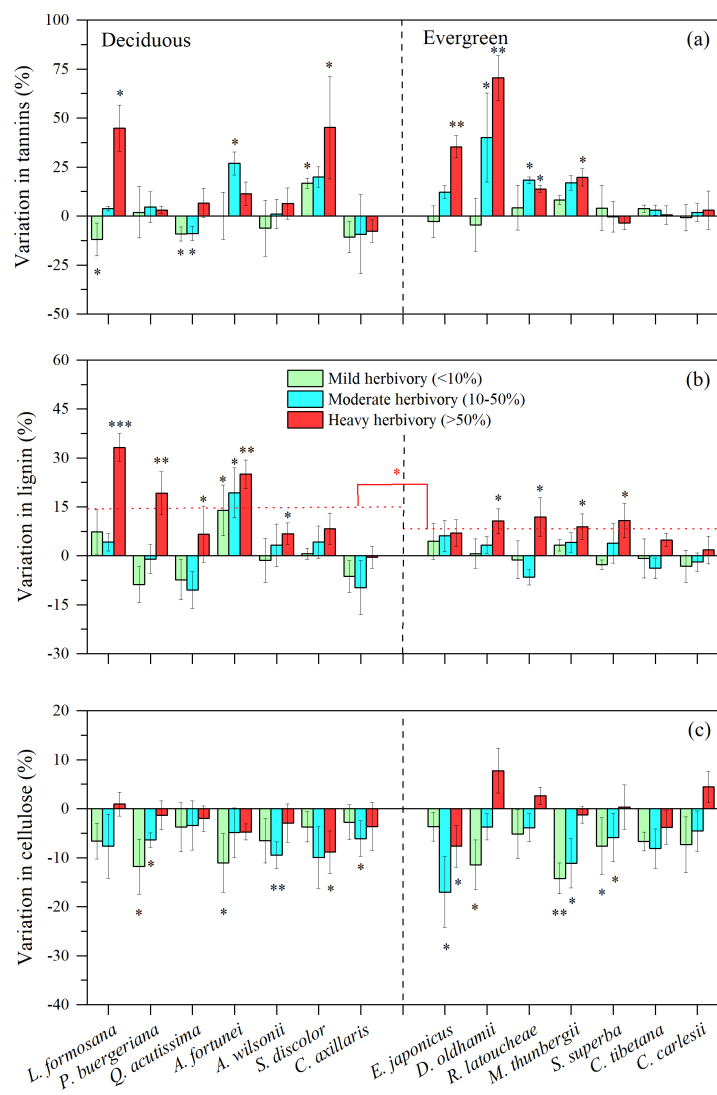 Deciduous
Evergreen
(a)
Variation in tannins (%)
100
75
50
25
0
-25
-50
*
*
*
*
*
*
*
**
*
**
*
*
*
(b)
Variation in lignin (%)
60
45
30
15
0
-15
-30
Mild herbivory (<10%)
Moderate herbivory (10-50%)
Heavy herbivory (>50%)
***
**
*
*
*
**
*
*
*
*
*
*
(c)
Variation in cellulose (%)
20
10
0
-10
-20
-30
-40
*
*
*
**
*
*
*
*
*
**
*
*
*
L. formosana
P. buergeriana
Q. acutissima
A. fortunei
A. wilsonii
S. discolor
C. axillaris
E. japonicus
D. oldhamii
R. latoucheae
M. thunbergii
S. superba
C. tibetana
C. carlesii